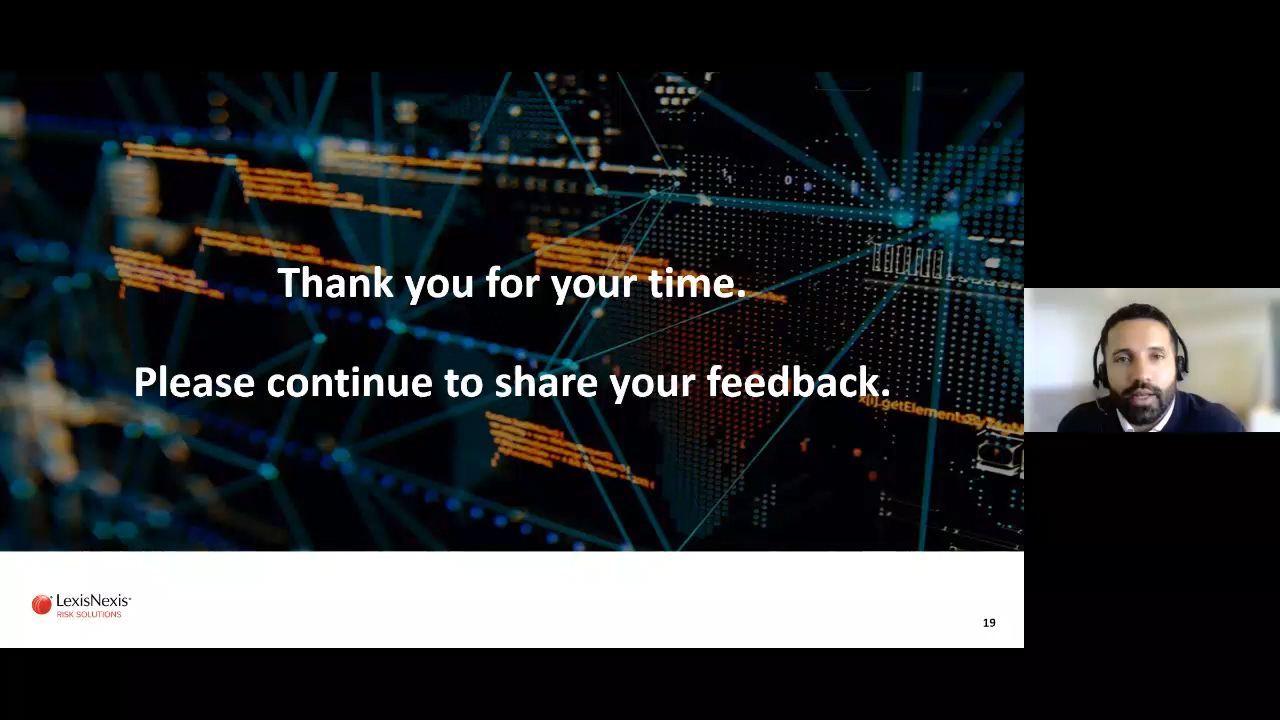 Thank you for your time.
Please continue to share your feedback.
LexisNexis
RISK SOLUTIONS
19